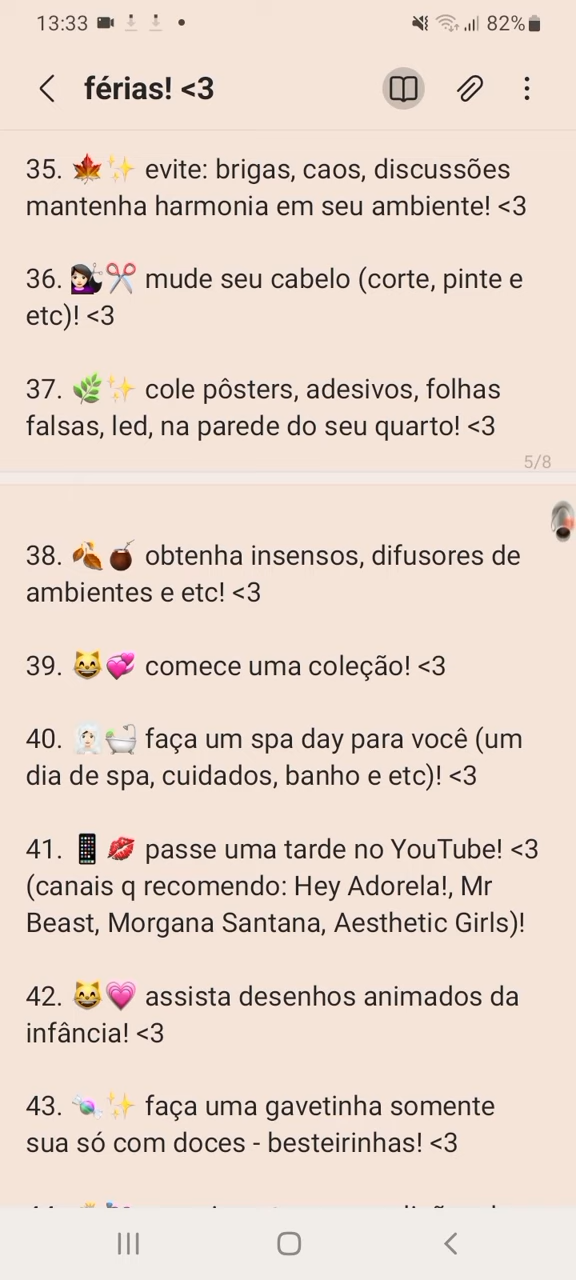 13:33 82%
férias! <3
35. 🍁✨ evite: brigas, caos, discussões
mantenha harmonia em seu ambiente! <3
36. 💇🏻‍♀️✂️ mude seu cabelo (corte, pinte e
etc)! <3
37. 🌿✨ cole pôsters, adesivos, folhas
falsas, led, na parede do seu quarto! <3
5/8
38. 🍂🧉 obtenha insensos, difusores de
ambientes e etc! <3
39. 😸💞 comece uma coleção! <3
40. 👰🏻🛀 faça um spa day para você (um
dia de spa, cuidados, banho e etc)! <3
41. 📱💋 passe uma tarde no YouTube! <3
(canais q recomendo: Hey Adorela!, Mr
Beast, Morgana Santana, Aesthetic Girls)!
42. 😸💗 assista desenhos animados da
infância! <3
43. 🍬✨ faça uma gavetinha somente
sua só com doces - besteirinhas! <3